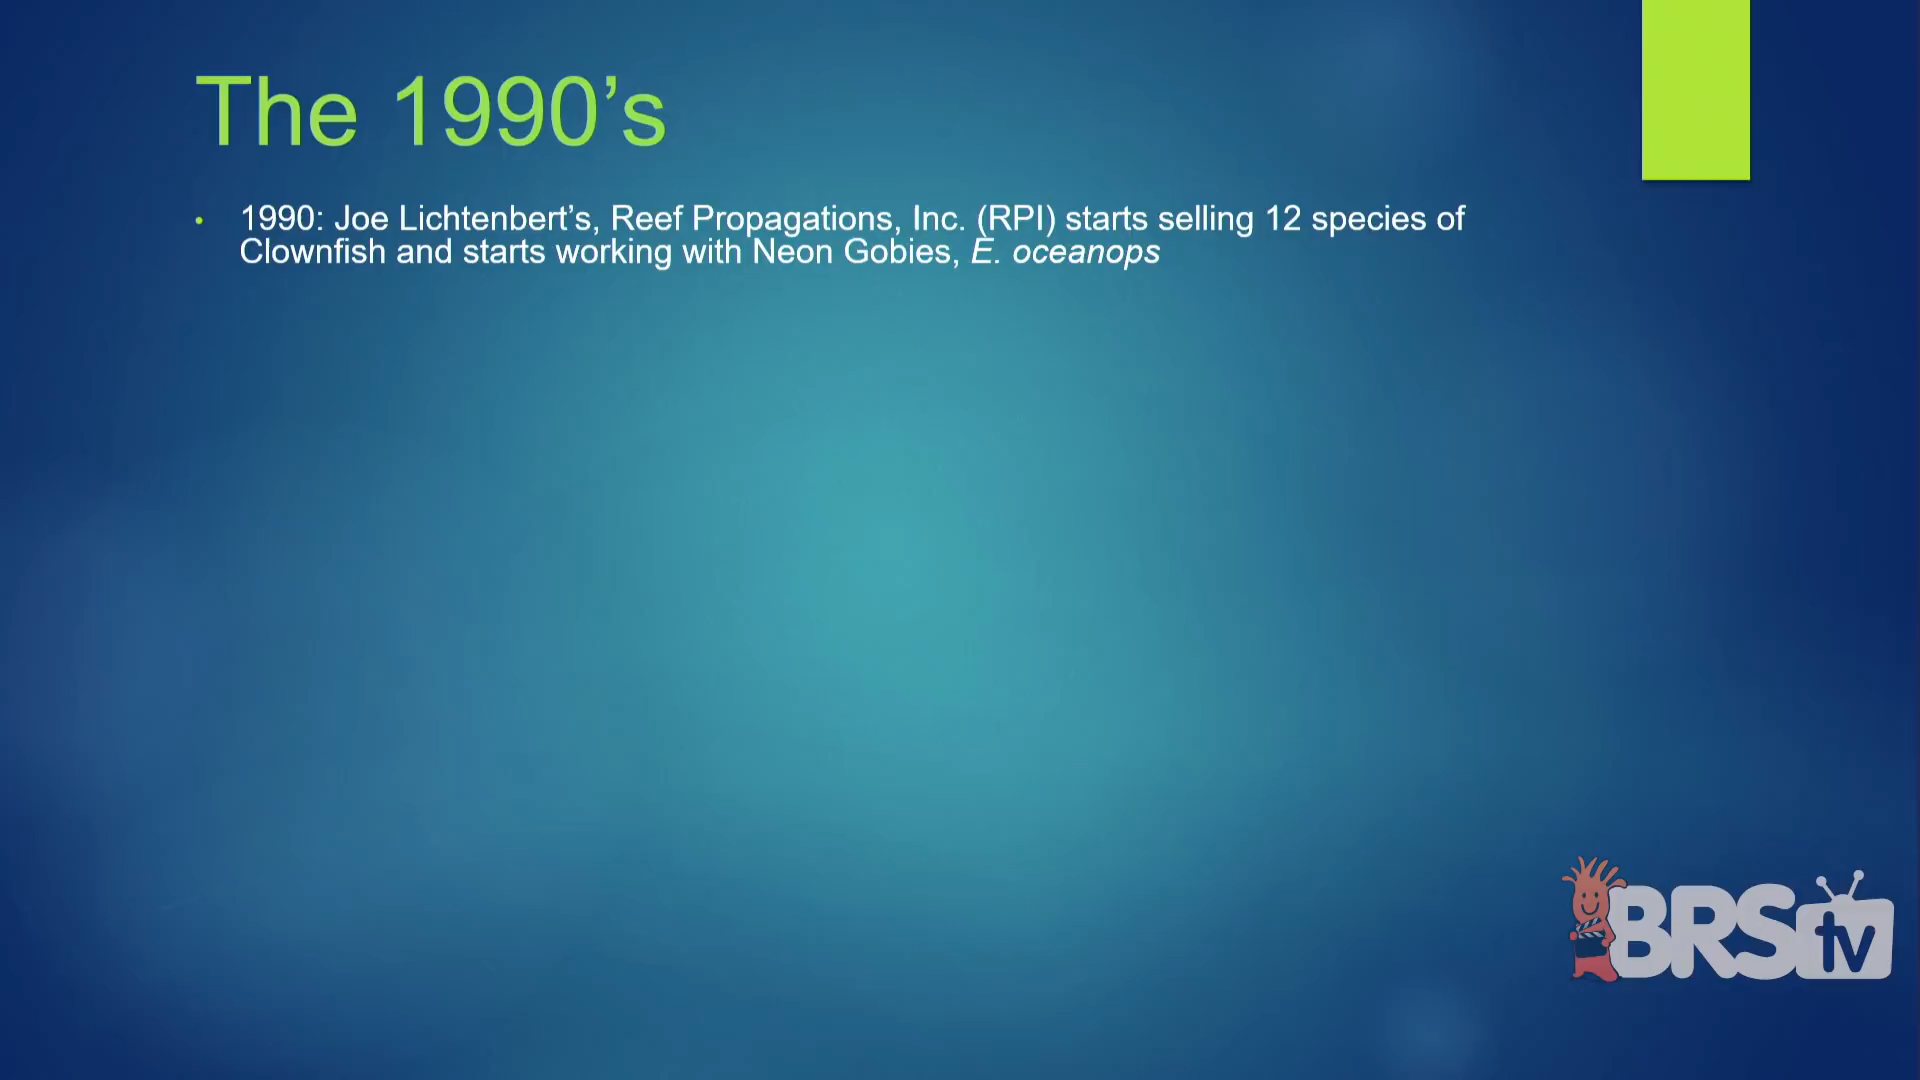 The 1990’s
• 1990: Joe Lichtenbert’s, Reef Propagations, Inc. (RPI) starts selling 12 species of
Clownfish and starts working with Neon Gobies, E. oceanops
BRStv